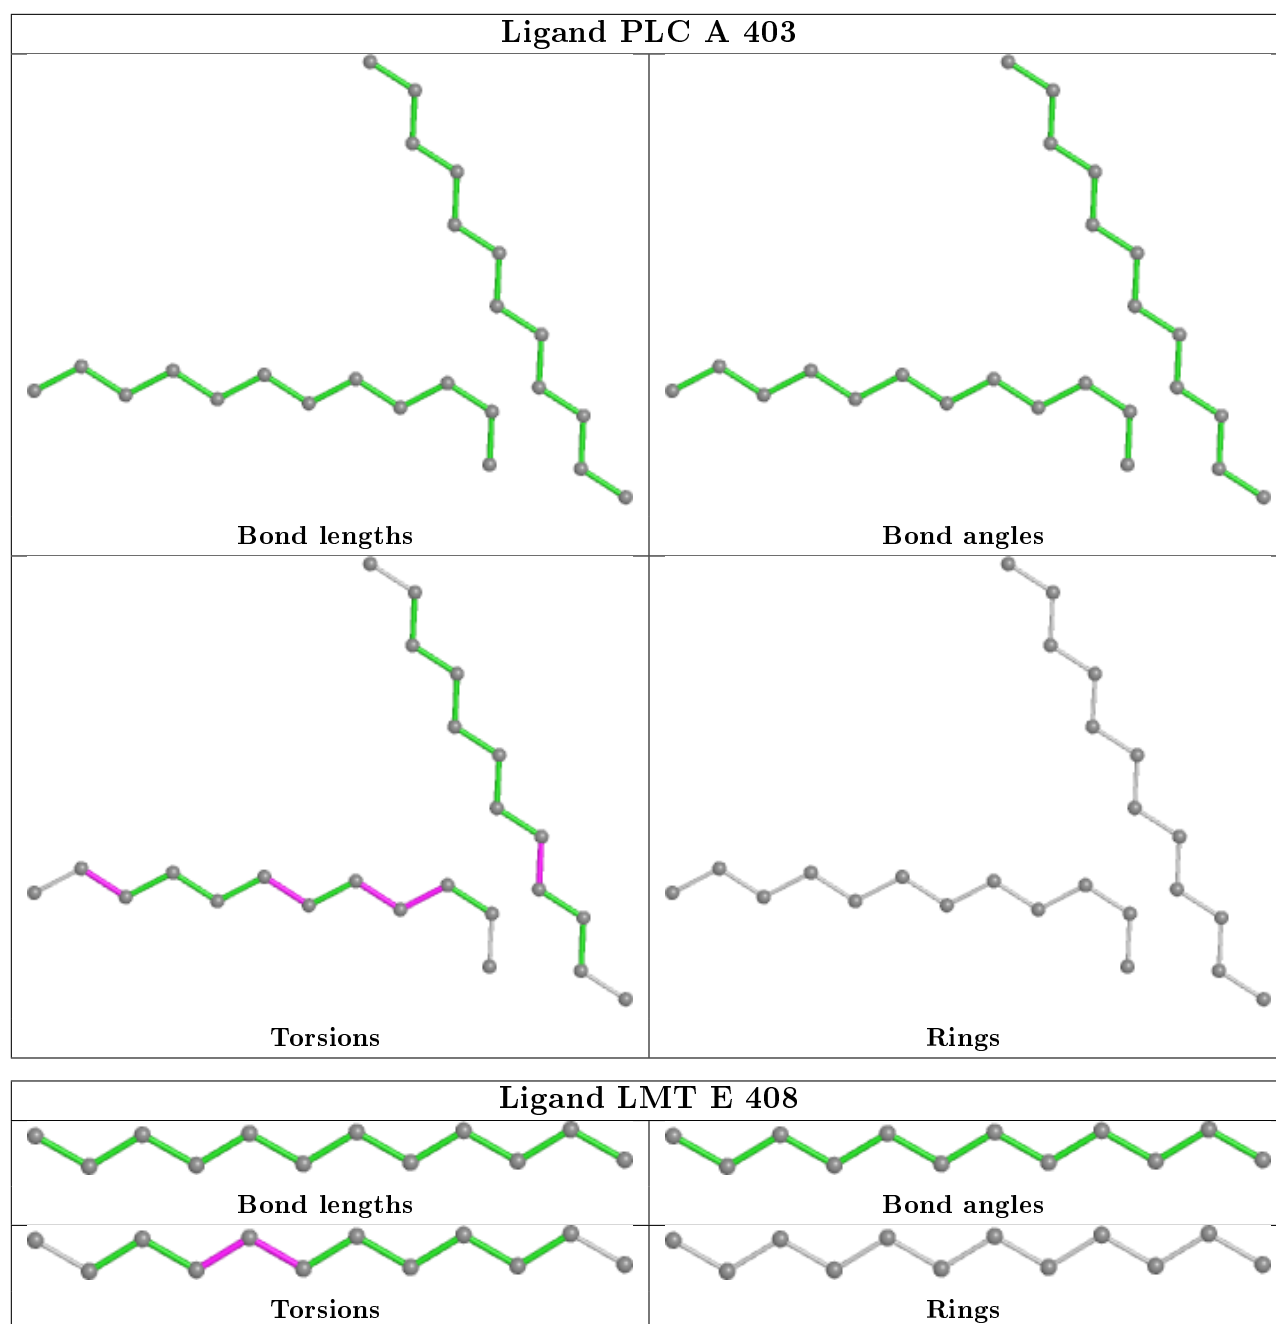 Ligand PLC A 403
Bond lengths
Bond angles
Torsions
Rings
Ligand LMT E 408
Bond lengths
Bond angles
Torsions
Rings